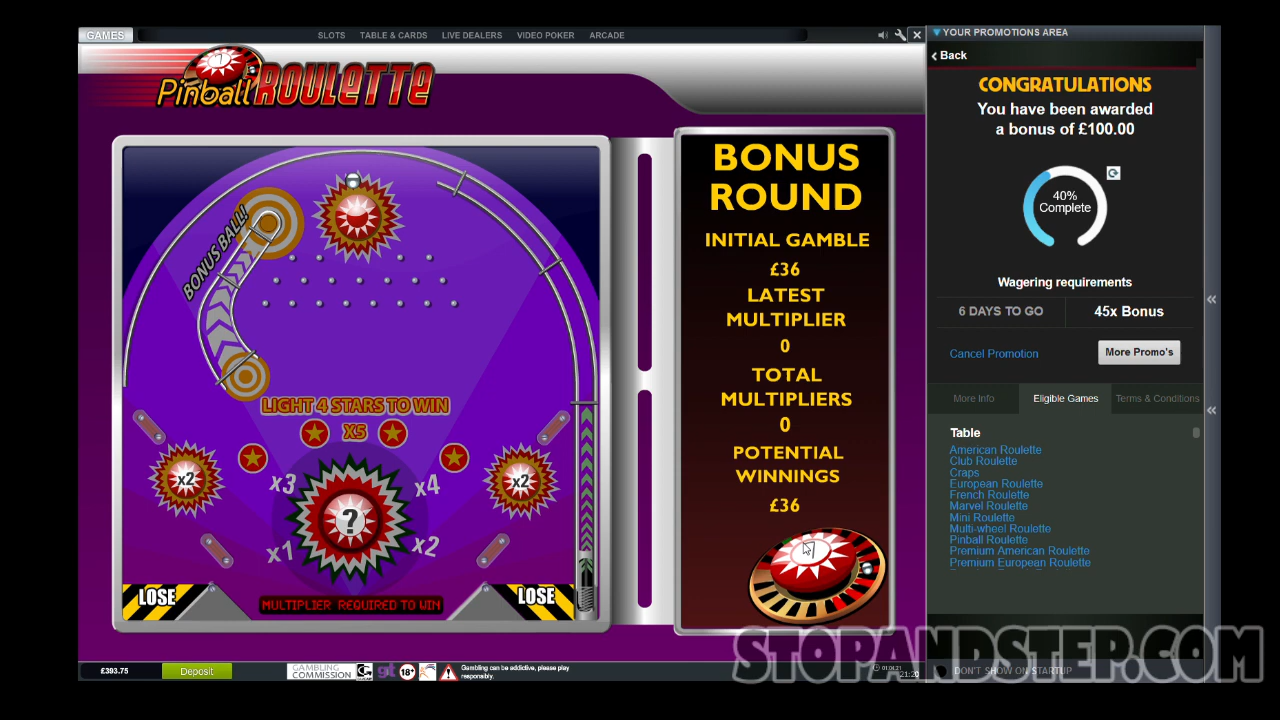 GAMES
SLOTS
TABLE & CARDS
LIVE DEALERS
VIDEO POKER
ARCADE
Pinball ROULETTE
BONUS BALL!
LIGHT 4 STARS TO WIN
X5
x2
x3
x4
x2
?
x1
x2
LOSE
MULTIPLIER REQUIRED TO WIN
LOSE
BONUS
ROUND
INITIAL GAMBLE
£36
LATEST
MULTIPLIER
0
TOTAL
MULTIPLIERS
0
POTENTIAL
WINNINGS
£36
YOUR PROMOTIONS AREA
Back
CONGRATULATIONS
You have been awarded
a bonus of £100.00
40%
Complete
Wagering requirements
6 DAYS TO GO
45x Bonus
Cancel Promotion
More Promo's
More Info
Eligible Games
Terms & Conditions
Table
American Roulette
Club Roulette
Craps
European Roulette
French Roulette
Marvel Roulette
Mini Roulette
Multi-wheel Roulette
Pinball Roulette
Premium American Roulette
Premium European Roulette
STOPANDSTEP.COM
DON'T SHOW ON STARTUP
£393.75
Deposit
GAMBLING
COMMISSION
18+
Gambling can be addictive, please play
responsibly.
21:20